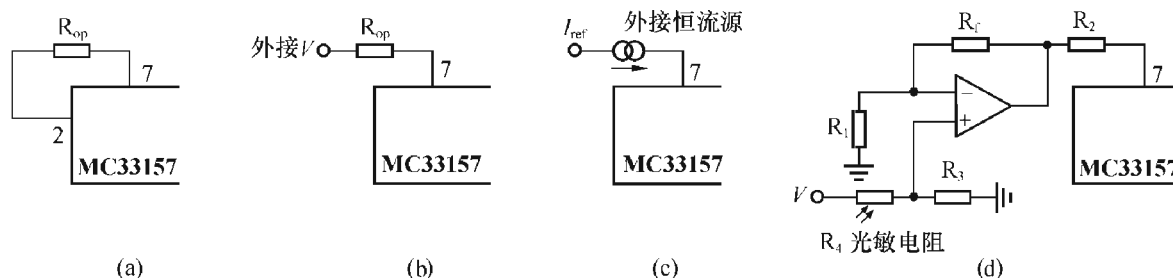 R_op
7
2
MC33157
(a)
外接V
R_op
7
MC33157
(b)
I_ref
外接恒流源
7
MC33157
(c)
R_f
R_2
7
−
+
R_1
MC33157
V
R_3
R_4 光敏电阻
(d)